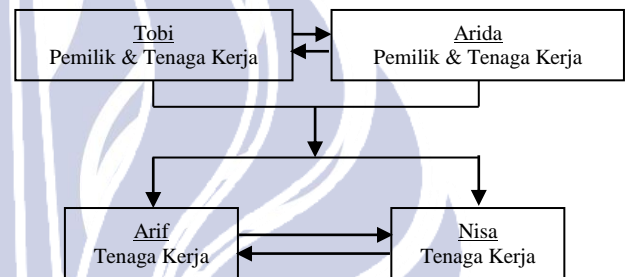 Tobi
Pemilik & Tenaga Kerja
Arida
Pemilik & Tenaga Kerja
Arif
Tenaga Kerja
Nisa
Tenaga Kerja